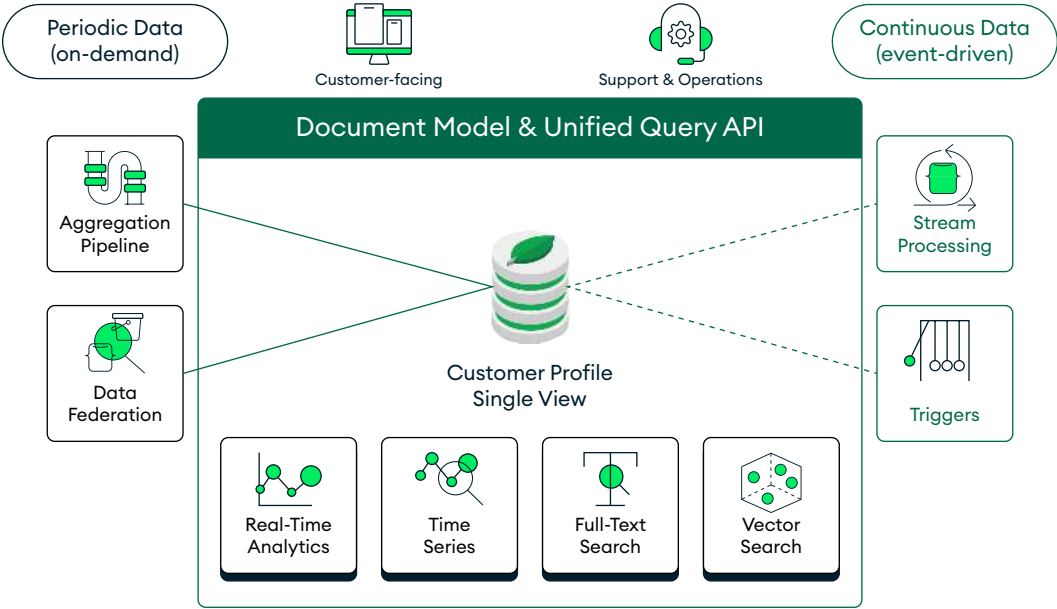 Periodic Data
(on-demand)
Customer-facing
Support & Operations
Continuous Data
(event-driven)
Document Model & Unified Query API
Aggregation
Pipeline
Stream
Processing
Data
Federation
Customer Profile
Single View
Triggers
Real-Time
Analytics
Time
Series
Full-Text
Search
Vector
Search